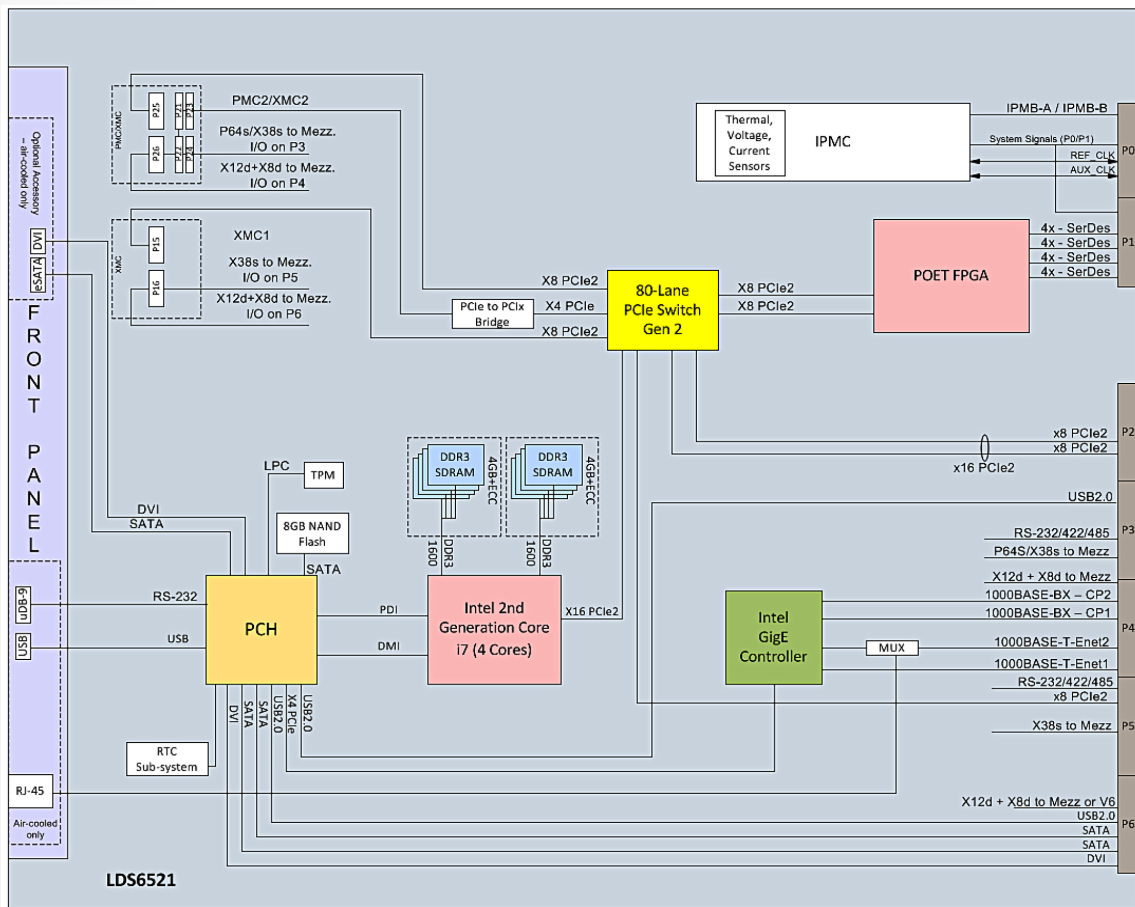 PMC/XMC
P25
P21
P23
P26
P22
P24
PMC2/XMC2
P64s/X38s to Mezz.
I/O on P3
X12d+X8d to Mezz.
I/O on P4
Thermal,
Voltage,
Current
Sensors
IPMC
IPMB-A / IPMB-B
System Signals (P0/P1)
REF_CLK
AUX_CLK
P0
Optional Accessory
– air-cooled only
DVI
eSATA
XMC
P15
P16
XMC1
X38s to Mezz.
I/O on P5
X12d+X8d to Mezz.
I/O on P6
X8 PCIe2
PCIe to PCIx
Bridge
X4 PCIe
X8 PCIe2
80-Lane
PCIe Switch
Gen 2
X8 PCIe2
X8 PCIe2
POET FPGA
4x - SerDes
4x - SerDes
4x - SerDes
4x - SerDes
P1
FRONT PANEL
x8 PCIe2
x8 PCIe2
x16 PCIe2
P2
DDR3
SDRAM
4GB+ECC
DDR3
SDRAM
4GB+ECC
DDR3
1600
DDR3
1600
LPC
TPM
8GB NAND
Flash
SATA
DVI
SATA
USB2.0
RS-232/422/485
P64S/X38s to Mezz
P3
uDB-9
USB
RS-232
USB
PCH
PDI
DMI
Intel 2nd
Generation Core
i7 (4 Cores)
X16 PCIe2
Intel
GigE
Controller
MUX
X12d + X8d to Mezz
1000BASE-BX – CP2
1000BASE-BX – CP1
1000BASE-T-Enet2
1000BASE-T-Enet1
P4
RS-232/422/485
x8 PCIe2
X38s to Mezz
P5
DVI
SATA
SATA
USB2.0
X4 PCIe
USB2.0
RTC
Sub-system
RJ-45
Air-cooled
only
X12d + X8d to Mezz or V6
USB2.0
SATA
SATA
DVI
P6
LDS6521